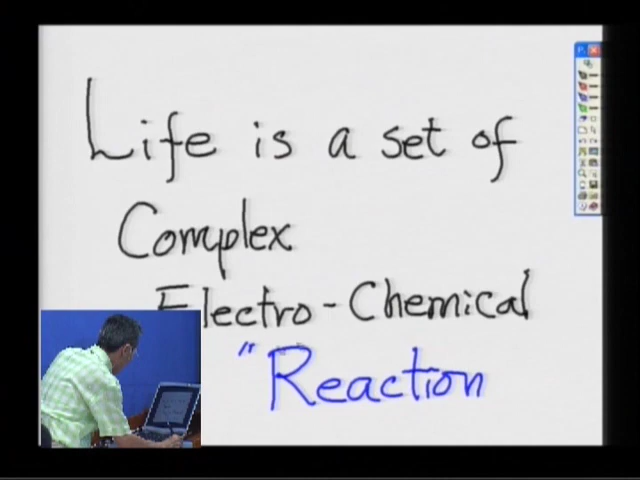 Life is a set of
Complex
Electro-Chemical
"Reaction